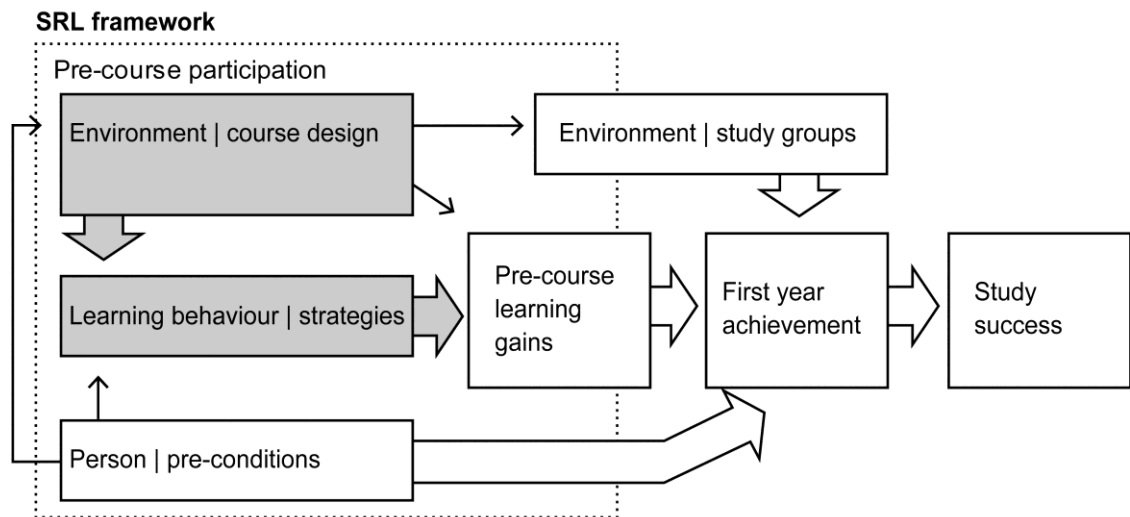 SRL framework
Pre-course participation
Environment | course design
Environment | study groups
Learning behaviour | strategies
Pre-course
learning
gains
First year
achievement
Study
success
Person | pre-conditions